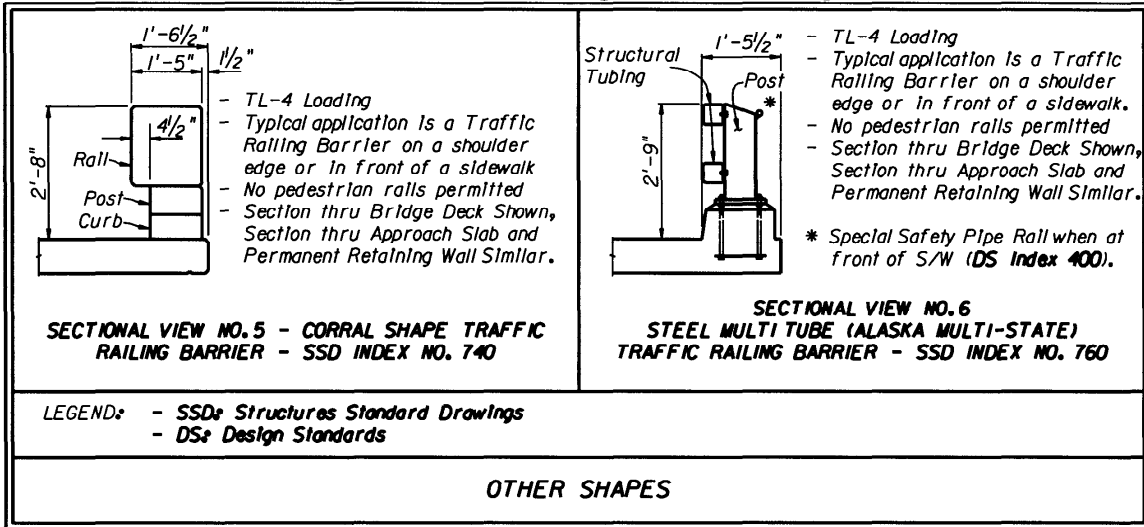 1'-6½"
1'-5"
1½"
4½"
2'-8"
Rail
Post
Curb
- TL-4 Loading
- Typical application is a Traffic
Railing Barrier on a shoulder
edge or in front of a sidewalk
- No pedestrian rails permitted
- Section thru Bridge Deck Shown,
Section thru Approach Slab and
Permanent Retaining Wall Similar.
SECTIONAL VIEW NO. 5 - CORRAL SHAPE TRAFFIC
RAILING BARRIER - SSD INDEX NO. 740
1'-5½"
Structural
Tubing
Post
*
2'-9"
- TL-4 Loading
- Typical application is a Traffic
Railing Barrier on a shoulder
edge or in front of a sidewalk.
- No pedestrian rails permitted
- Section thru Bridge Deck Shown,
Section thru Approach Slab and
Permanent Retaining Wall Similar.
* Special Safety Pipe Rail when at
front of S/W (DS Index 400).
SECTIONAL VIEW NO. 6
STEEL MULTI TUBE (ALASKA MULTI-STATE)
TRAFFIC RAILING BARRIER - SSD INDEX NO. 760
LEGEND: - SSD: Structures Standard Drawings
- DS: Design Standards
OTHER SHAPES